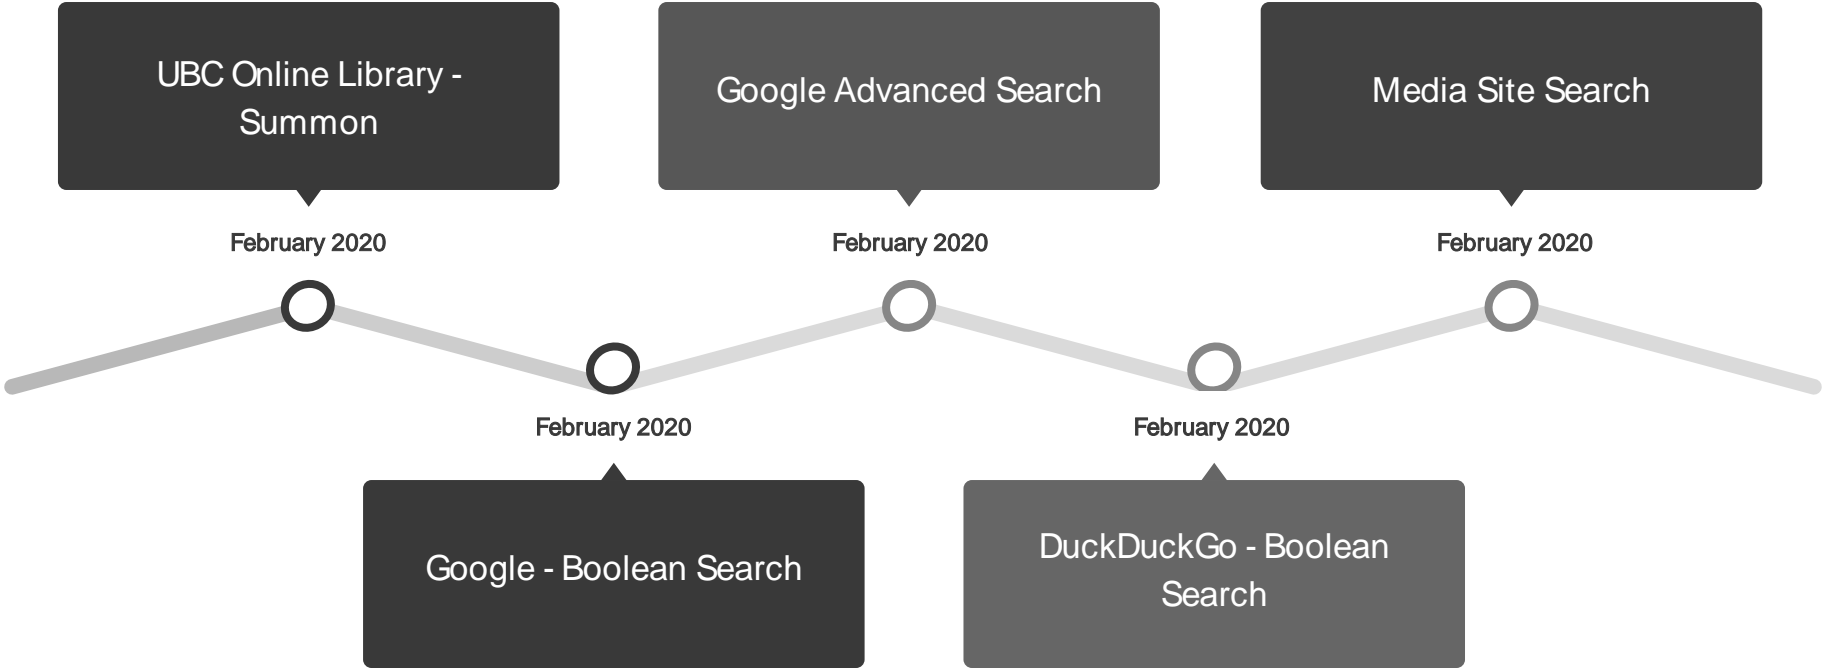 UBC Online Library -
Summon
February 2020
February 2020
Google - Boolean Search
Google Advanced Search
February 2020
February 2020
DuckDuckGo - Boolean
Search
Media Site Search
February 2020